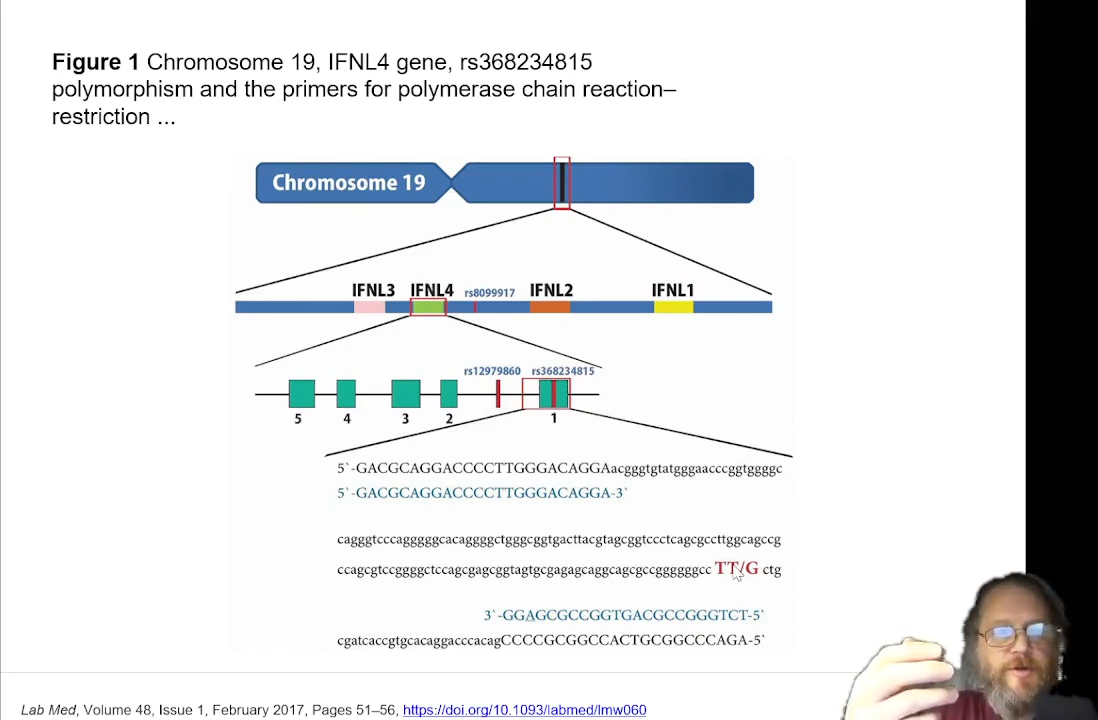 Figure 1 Chromosome 19, IFNL4 gene, rs368234815
polymorphism and the primers for polymerase chain reaction–
restriction ...
Chromosome 19
IFNL3 IFNL4 rs8099917 IFNL2 IFNL1
rs12979860 rs368234815
5 4 3 2 1
5`-GACGCAGGACCCCTTGGGACAGGAacgggtgtatgggaacccggtggggc
5`-GACGCAGGACCCCTTGGGACAGGA-3`
cagggtcccagggggcacaggggctgggcggtgacttacgtagcggtccctcagcgccttggcagccg
ccagcgtccggggctccagcgagcggtagtgcgagagcaggcagcgccggggggcc TT/G ctg
3`-GGAGCGCCGGTGACGCCGGGTCT-5`
cgatcaccgtgcacaggacccacagCCCCGCGGCCACTGCGGCCCAGA-5`
Lab Med, Volume 48, Issue 1, February 2017, Pages 51–56, https://doi.org/10.1093/labmed/lmw060